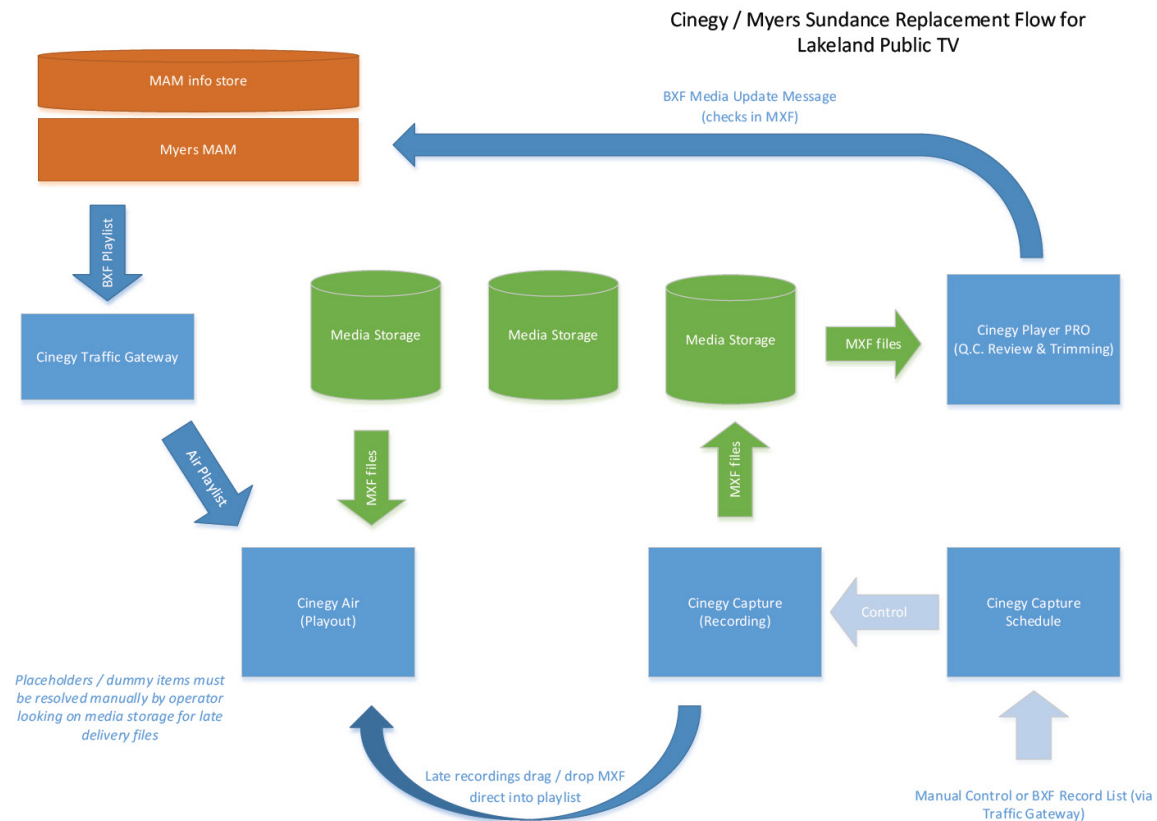 Cinegy / Myers Sundance Replacement Flow for
Lakeland Public TV
MAM info store
Myers MAM
BXF Media Update Message
(checks in MXF)
BXF Playlist
Cinegy Traffic Gateway
Media Storage
Media Storage
Media Storage
MXF files
Cinegy Player PRO
(Q.C. Review & Trimming)
Air Playlist
MXF files
MXF files
Cinegy Air
(Playout)
Cinegy Capture
(Recording)
Control
Cinegy Capture
Schedule
Placeholders / dummy items must
be resolved manually by operator
looking on media storage for late
delivery files
Late recordings drag / drop MXF
direct into playlist
Manual Control or BXF Record List (via
Traffic Gateway)